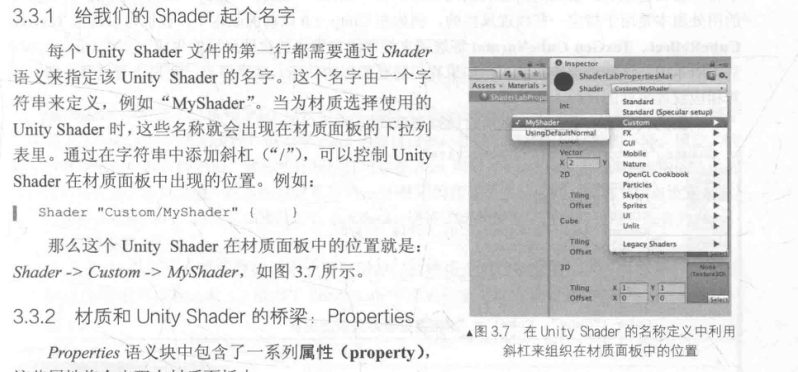 3.3.1 给我们的 Shader 起个名字
每个 Unity Shader 文件的第一行都需要通过 Shader
语义来指定该 Unity Shader 的名字。这个名字由一个字
符串来定义，例如“MyShader”。当为材质选择使用的
Unity Shader 时，这些名称就会出现在材质面板的下拉列
表里。通过在字符串中添加斜杠（“/”），可以控制 Unity
Shader 在材质面板中出现的位置。例如：
Shader "Custom/MyShader" }
那么这个 Unity Shader 在材质面板中的位置就是：
Shader -> Custom -> MyShader，如图 3.7 所示。
3.3.2 材质和 Unity Shader 的桥梁：Properties
Properties 语义块中包含了一系列属性（property），
Inspector
ShaderLabPropertiesMat
Shader Custom/MyShader
Assets Materials
ShaderLabPrope
Int
Standard
Standard (Specular setup)
✓ MyShader
Custom
UsingDefaultNormal
FX
GUI
Vector
Mobile
X 2 Y
Nature
2D
OpenGL Cookbook
Particles
Tiling
Skybox
Offset
Sprites
Cube
UI
Unlit
Tiling
Legacy Shaders
Offset
3D
None
(Texture3D)
Tiling X 1 Y 1
Offset X 0 Y 0 Select
▲图 3.7 在 Unity Shader 的名称定义中利用
斜杠来组织在材质面板中的位置